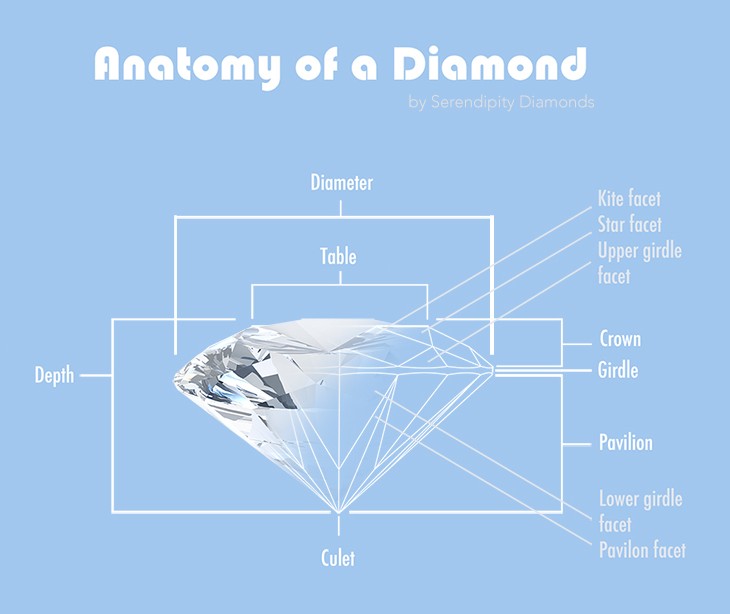 Anatomy of a Diamond
by Serendipity Diamonds
Diameter
Kite facet
Star facet
Upper girdle
facet
Table
Crown
Girdle
Depth
Pavilion
Lower girdle
facet
Pavilon facet
Culet